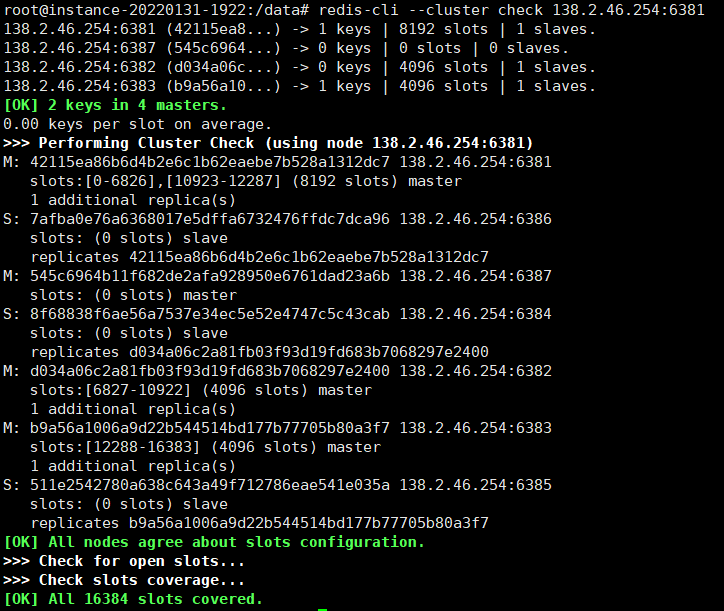 root@instance-20220131-1922:/data# redis-cli --cluster check 138.2.46.254:6381
138.2.46.254:6381 (42115ea8...) -> 1 keys | 8192 slots | 1 slaves.
138.2.46.254:6387 (545c6964...) -> 0 keys | 0 slots | 0 slaves.
138.2.46.254:6382 (d034a06c...) -> 0 keys | 4096 slots | 1 slaves.
138.2.46.254:6383 (b9a56a10...) -> 1 keys | 4096 slots | 1 slaves.
[OK] 2 keys in 4 masters.
0.00 keys per slot on average.
>>> Performing Cluster Check (using node 138.2.46.254:6381)
M: 42115ea86b6d4b2e6c1b62eaebe7b528a1312dc7 138.2.46.254:6381
slots:[0-6826],[10923-12287] (8192 slots) master
1 additional replica(s)
S: 7afba0e76a6368017e5dffa6732476ffdc7dca96 138.2.46.254:6386
slots: (0 slots) slave
replicates 42115ea86b6d4b2e6c1b62eaebe7b528a1312dc7
M: 545c6964b11f682de2afa928950e6761dad23a6b 138.2.46.254:6387
slots: (0 slots) master
S: 8f68838f6ae56a7537e34ec5e52e4747c5c43cab 138.2.46.254:6384
slots: (0 slots) slave
replicates d034a06c2a81fb03f93d19fd683b7068297e2400
M: d034a06c2a81fb03f93d19fd683b7068297e2400 138.2.46.254:6382
slots:[6827-10922] (4096 slots) master
1 additional replica(s)
M: b9a56a1006a9d22b544514bd177b77705b80a3f7 138.2.46.254:6383
slots:[12288-16383] (4096 slots) master
1 additional replica(s)
S: 511e2542780a638c643a49f712786eae541e035a 138.2.46.254:6385
slots: (0 slots) slave
replicates b9a56a1006a9d22b544514bd177b77705b80a3f7
[OK] All nodes agree about slots configuration.
>>> Check for open slots...
>>> Check slots coverage...
[OK] All 16384 slots covered.